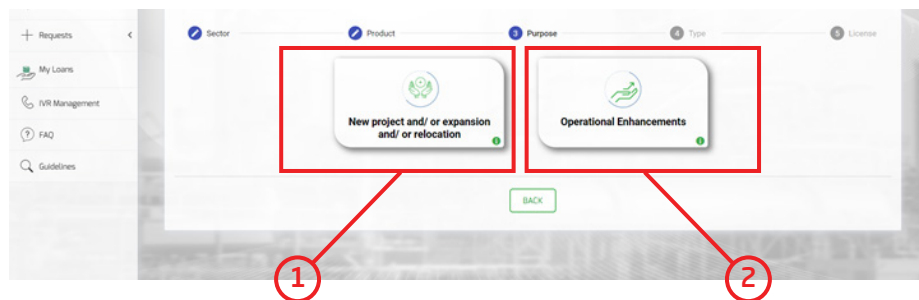 Requests
My Loans
IVR Management
FAQ
Guidelines
Sector
Product
3 Purpose
4 Type
5 License
New project and/ or expansion
and/ or relocation
Operational Enhancements
BACK
1
2